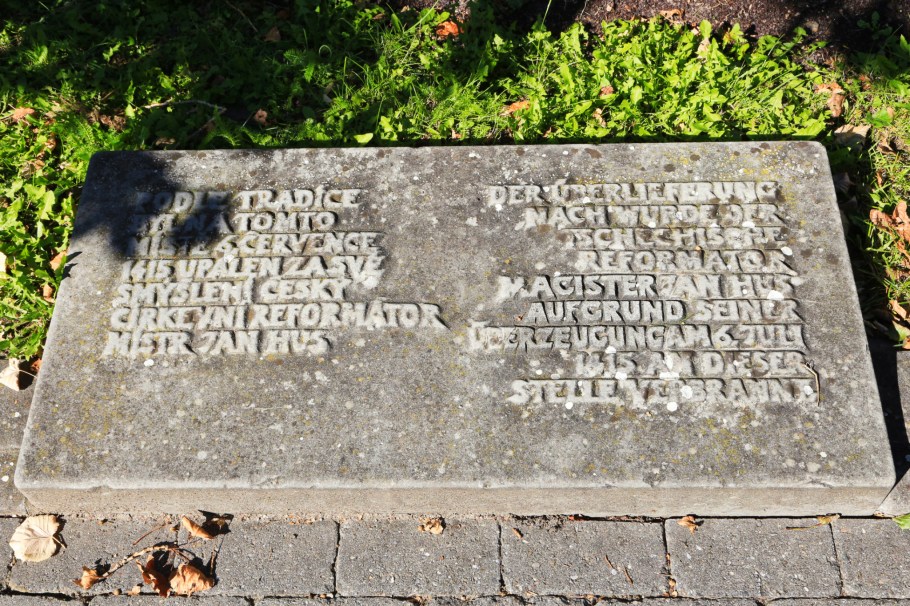 PODLE TRADICE
BYL NA TOMTO
MÍSTĚ 6. ČERVENCE
1415 UPÁLEN ZA SVÉ
SMÝŠLENÍ ČESKÝ
CÍRKEVNÍ REFORMÁTOR
MISTR JAN HUS
DER ÜBERLIEFERUNG
NACH WURDE DER
TSCHECHISCHE
REFORMATOR
MAGISTER JAN HUS
AUFGRUND SEINER
ÜBERZEUGUNG AM 6. JULI
1415 AN DIESER
STELLE VERBRANNT